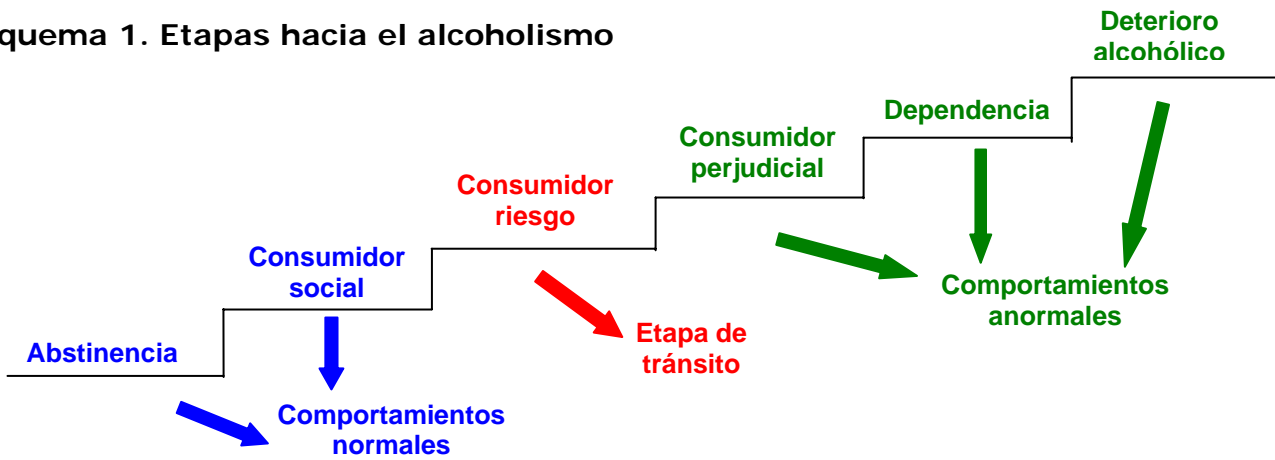 quema 1. Etapas hacia el alcoholismo
Deterioro
alcohólico
Dependencia
Consumidor
perjudicial
Consumidor
riesgo
Consumidor
social
Abstinencia
Comportamientos
anormales
Etapa de
tránsito
Comportamientos
normales